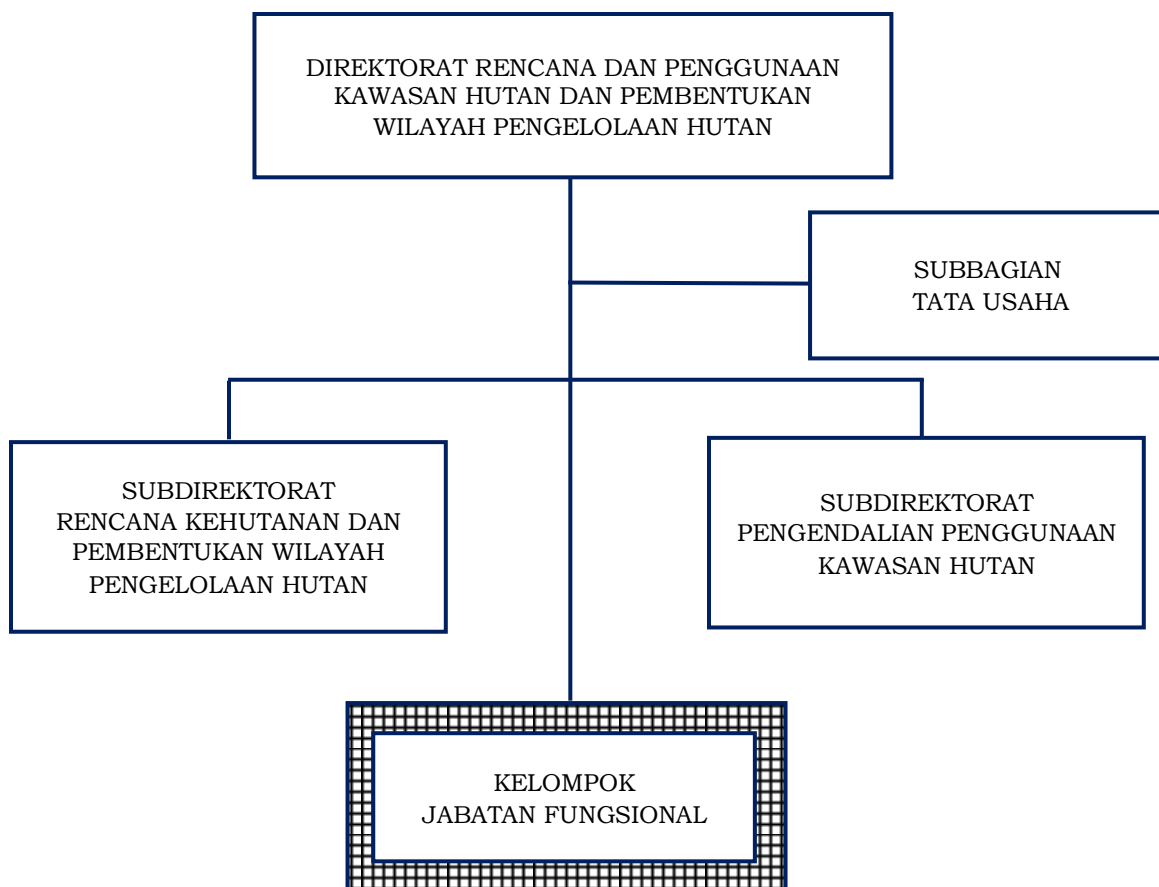 DIREKTORAT RENCANA DAN PENGGUNAAN
KAWASAN HUTAN DAN PEMBENTUKAN
WILAYAH PENGELOLAAN HUTAN
SUBBAGIAN
TATA USAHA
SUBDIREKTORAT
RENCANA KEHUTANAN DAN
PEMBENTUKAN WILAYAH
PENGELOLAAN HUTAN
SUBDIREKTORAT
PENGENDALIAN PENGGUNAAN
KAWASAN HUTAN
KELOMPOK
JABATAN FUNGSIONAL